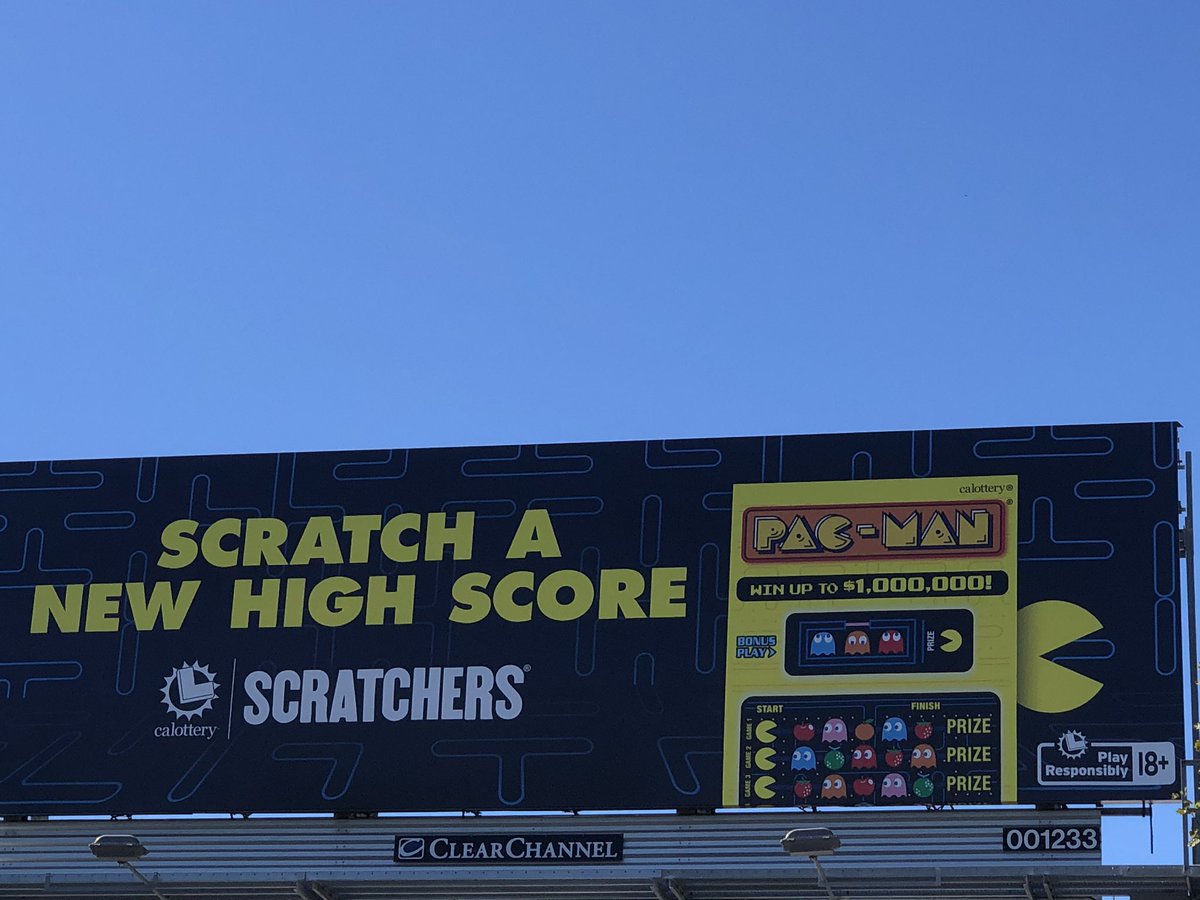 SCRATCH A
NEW HIGH SCORE
calottery
SCRATCHERS®
calottery®
PAC-MAN®
WIN UP TO $1,000,000!
BONUS
PLAY>
PRIZE
START FINISH
GAME 1 PRIZE
GAME 2 PRIZE
GAME 3 PRIZE
Play
Responsibly
18+
CLEARCHANNEL
001233